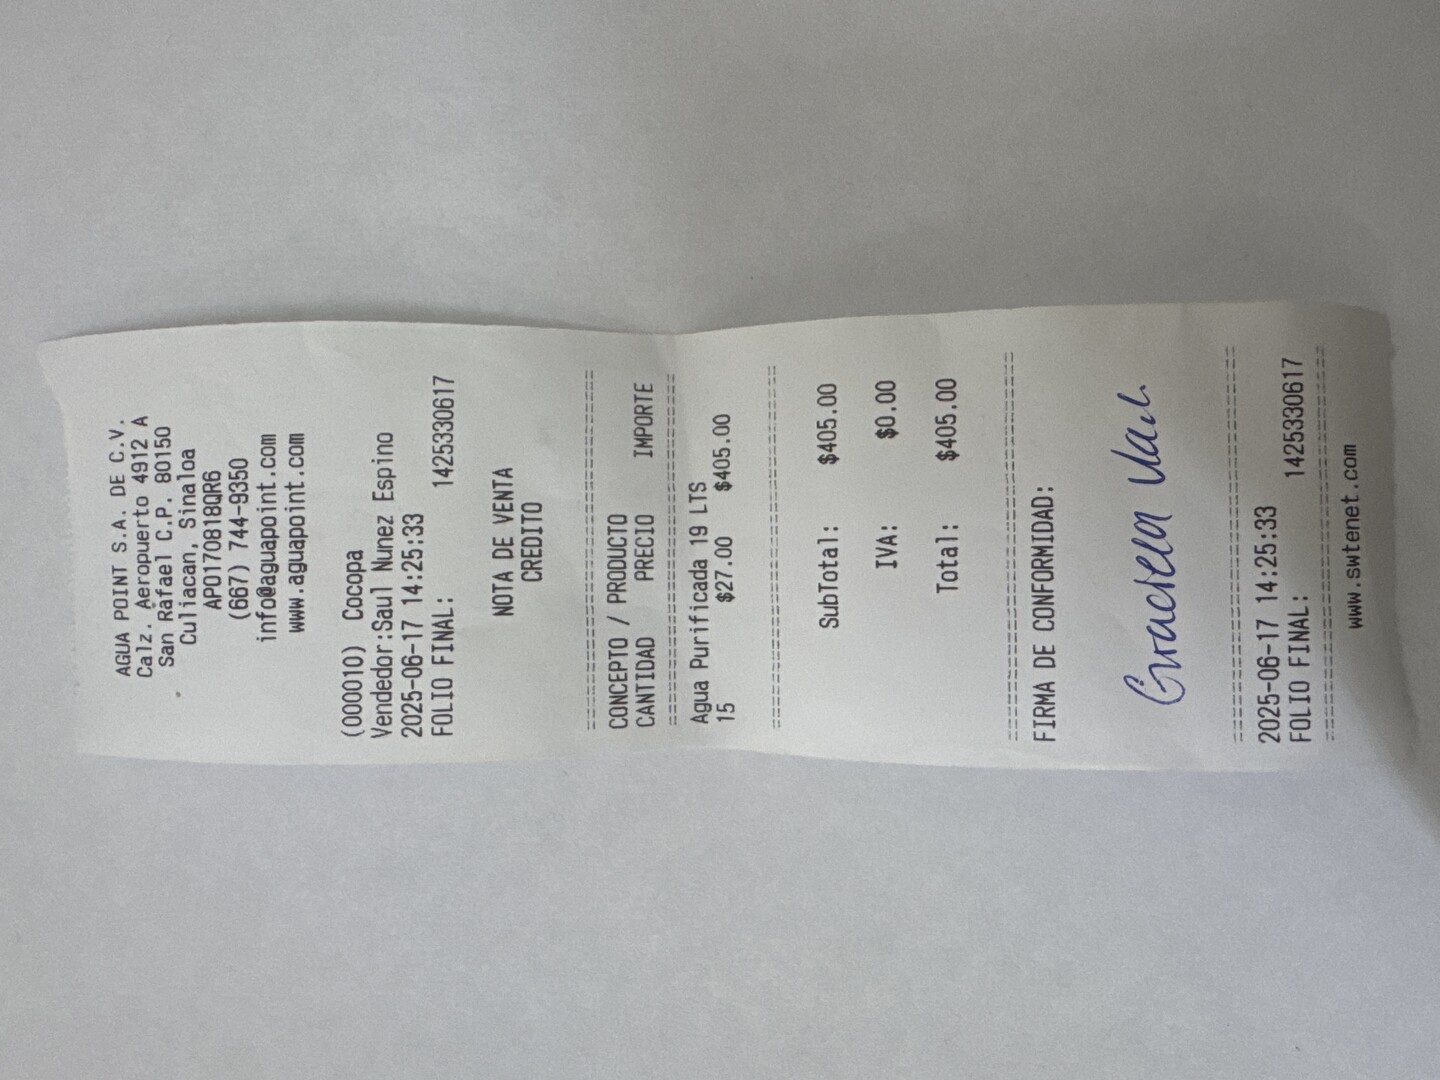 AGUA POINT S.A. DE C.V.
Calz. Aeropuerto 4912 A
San Rafael C.P. 80150
Culiacan, Sinaloa
APO170818QR6
(667) 744-9350
info@aguapoint.com
www.aguapoint.com
(000010) Cocopa
Vendedor:Saul Nunez Espino
2025-06-17 14:25:33
FOLIO FINAL: 1425330617
NOTA DE VENTA
CREDITO
==============================
CONCEPTO / PRODUCTO
CANTIDAD PRECIO IMPORTE
==============================
Agua Purificada 19 LTS
15 $27.00 $405.00
==============================
SubTotal: $405.00
IVA: $0.00
Total: $405.00
==============================
FIRMA DE CONFORMIDAD:
Graciela
==============================
2025-06-17 14:25:33
FOLIO FINAL: 1425330617
==============================
www.swtenet.com